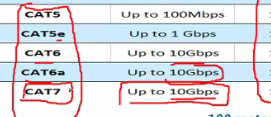 CAT5 Up to 100Mbps
CAT5e Up to 1 Gbps
CAT6 Up to 10Gbps
CAT6a Up to 10Gbps
CAT7 Up to 10Gbps